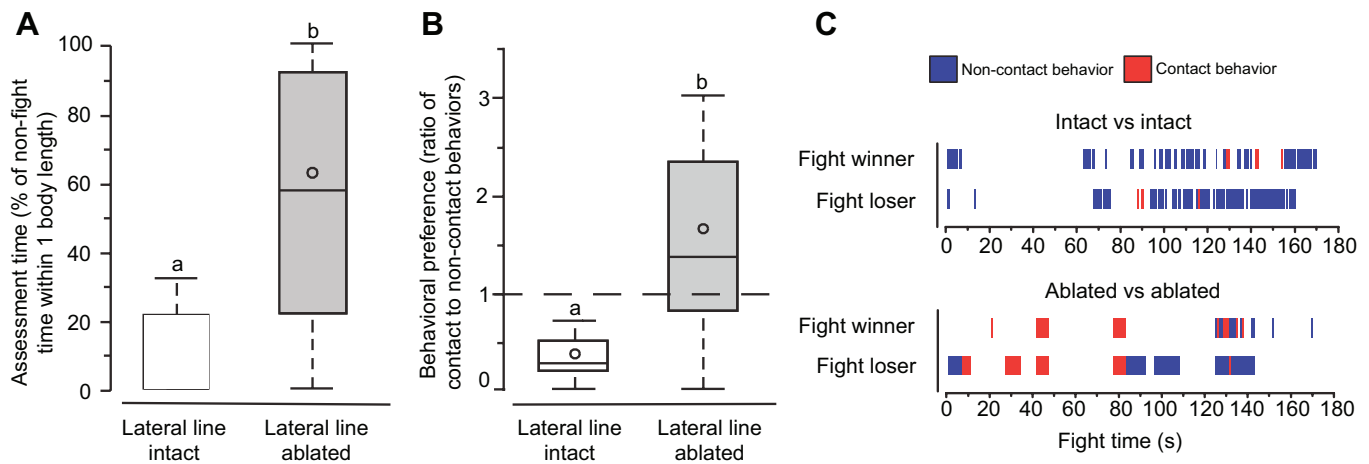 A
Assessment time (% of non-fight
time within 1 body length)
100
80
60
40
20
0
a
b
Lateral line
intact
Lateral line
ablated
B
Behavioral preference (ratio of
contact to non-contact behaviors)
3
2
1
0
a
b
Lateral line
intact
Lateral line
ablated
C
Non-contact behavior
Contact behavior
Intact vs intact
Fight winner
Fight loser
0 20 40 60 80 100 120 140 160 180
Ablated vs ablated
Fight winner
Fight loser
0 20 40 60 80 100 120 140 160 180
Fight time (s)